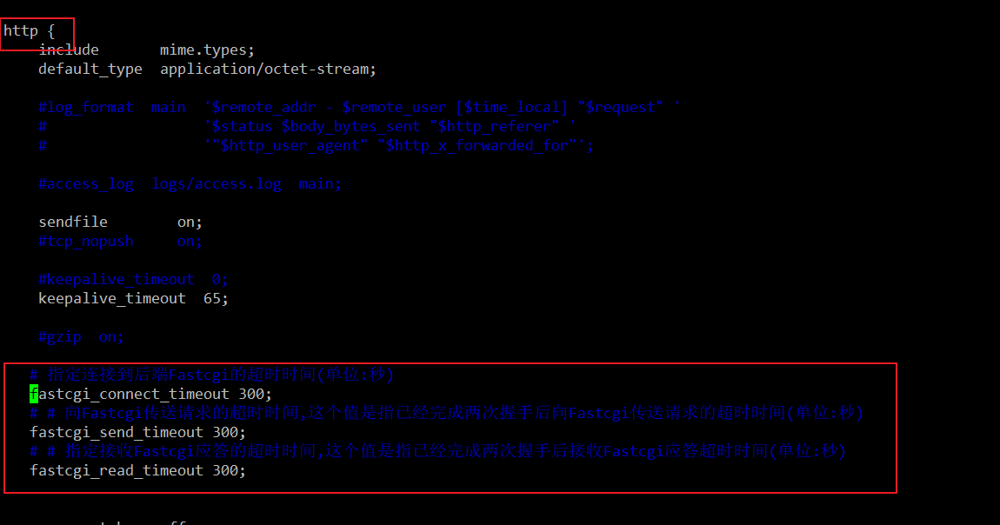 http {
    include       mime.types;
    default_type  application/octet-stream;
    #log_format  main  '$remote_addr - $remote_user [$time_local] "$request" '
    #                  '$status $body_bytes_sent "$http_referer" '
    #                  '"$http_user_agent" "$http_x_forwarded_for"';
    #access_log  logs/access.log  main;
    sendfile        on;
    #tcp_nopush     on;
    #keepalive_timeout  0;
    keepalive_timeout  65;
    #gzip  on;
   # 指定连接到后端Fastcgi的超时时间(单位:秒)
   fastcgi_connect_timeout 300;
   # # 向Fastcgi传送请求的超时时间,这个值是指已经完成两次握手后向Fastcgi传送请求的超时时间(单位:秒)
   fastcgi_send_timeout 300;
   # # 指定接收Fastcgi应答的超时时间,这个值是指已经完成两次握手后接收Fastcgi应答超时时间(单位:秒)
   fastcgi_read_timeout 300;